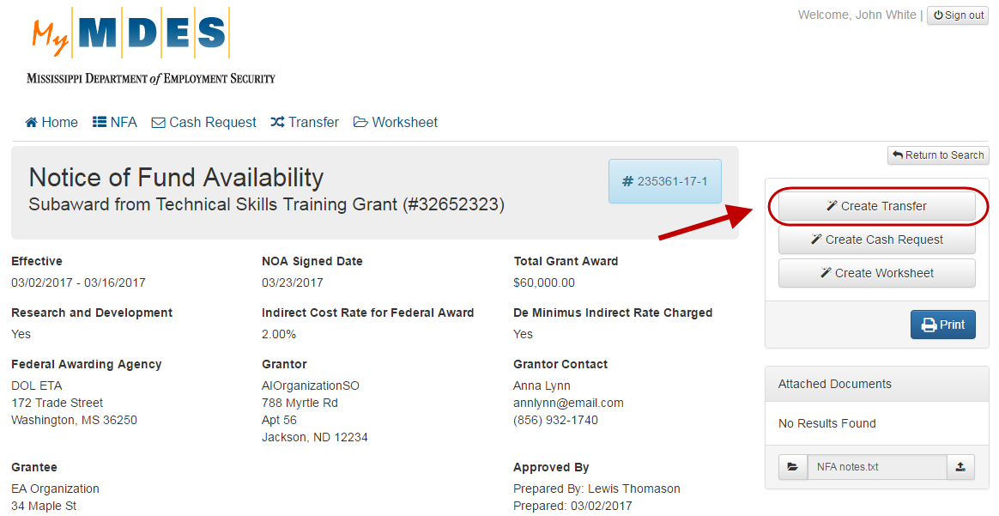 Welcome, John White | Sign out
My MDES
MISSISSIPPI DEPARTMENT of EMPLOYMENT SECURITY
Home NFA Cash Request Transfer Worksheet
Return to Search
Notice of Fund Availability
Subaward from Technical Skills Training Grant (#32652323)
# 235361-17-1
Create Transfer
Create Cash Request
Create Worksheet
Print
Effective NOA Signed Date Total Grant Award
03/02/2017 - 03/16/2017 03/23/2017 $60,000.00
Research and Development Indirect Cost Rate for Federal Award De Minimus Indirect Rate Charged
Yes 2.00% Yes
Federal Awarding Agency Grantor Grantor Contact
DOL ETA AIOrganizationSO Anna Lynn
172 Trade Street 788 Myrtle Rd annlynn@email.com
Washington, MS 36250 Apt 56 (856) 932-1740
Jackson, ND 12234
Grantee Approved By
EA Organization Prepared By: Lewis Thomason
34 Maple St Prepared: 03/02/2017
Attached Documents
No Results Found
NFA notes.txt